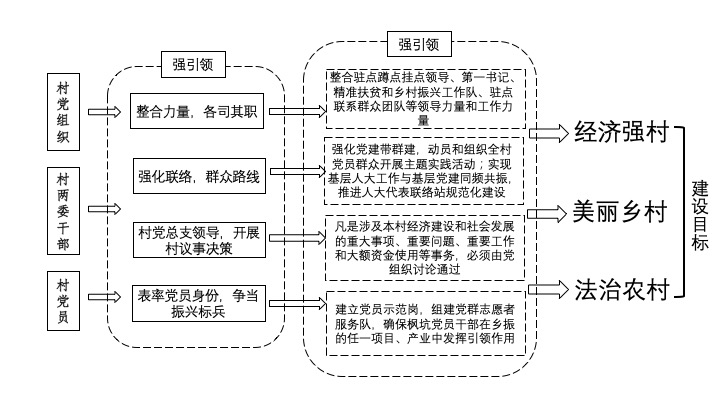 强引领
强引领
村
党
组
织
村
两
委
干
部
村
党
员
整合力量，各司其职
强化联络，群众路线
村党总支领导，开展
村议事决策
表率党员身份，争当
振兴标兵
整合驻点蹲点挂点领导、第一书记、
精准扶贫和乡村振兴工作队、驻点
联系群众团队等领导力量和工作力
量
强化党建带群建，动员和组织全村
党员群众开展主题实践活动；实现
基层人大工作与基层党建同频共振，
推进人大代表联络站规范化建设
凡是涉及本村经济建设和社会发展
的重大事项、重要问题、重要工作
和大额资金使用等事务，必须由党
组织讨论通过
建立党员示范岗，组建党群志愿者
服务队，确保枫坑党员干部在乡振
的任一项目、产业中发挥引领作用
经济强村
美丽乡村
法治农村
建
设
目
标